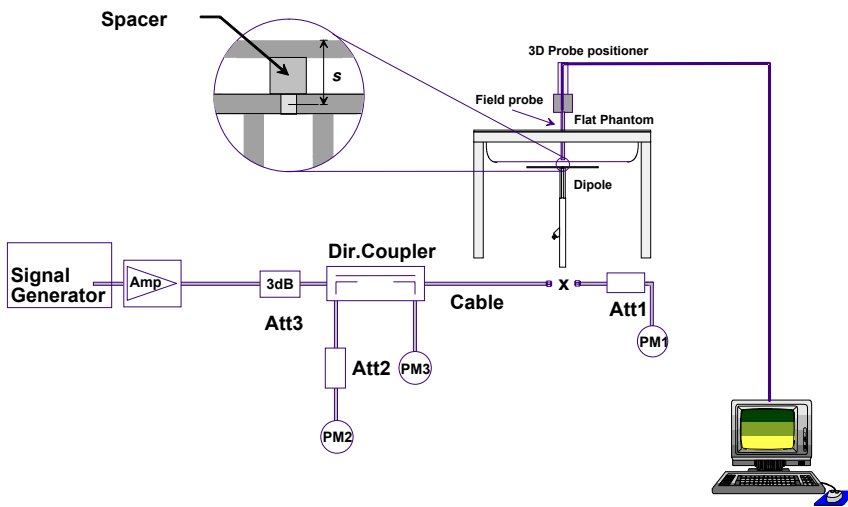 Spacer
s
3D Probe positioner
Field probe
Flat Phantom
Dipole
Signal
Generator
Amp
3dB
Att3
Dir.Coupler
Cable
x
Att1
PM1
Att2
PM3
PM2